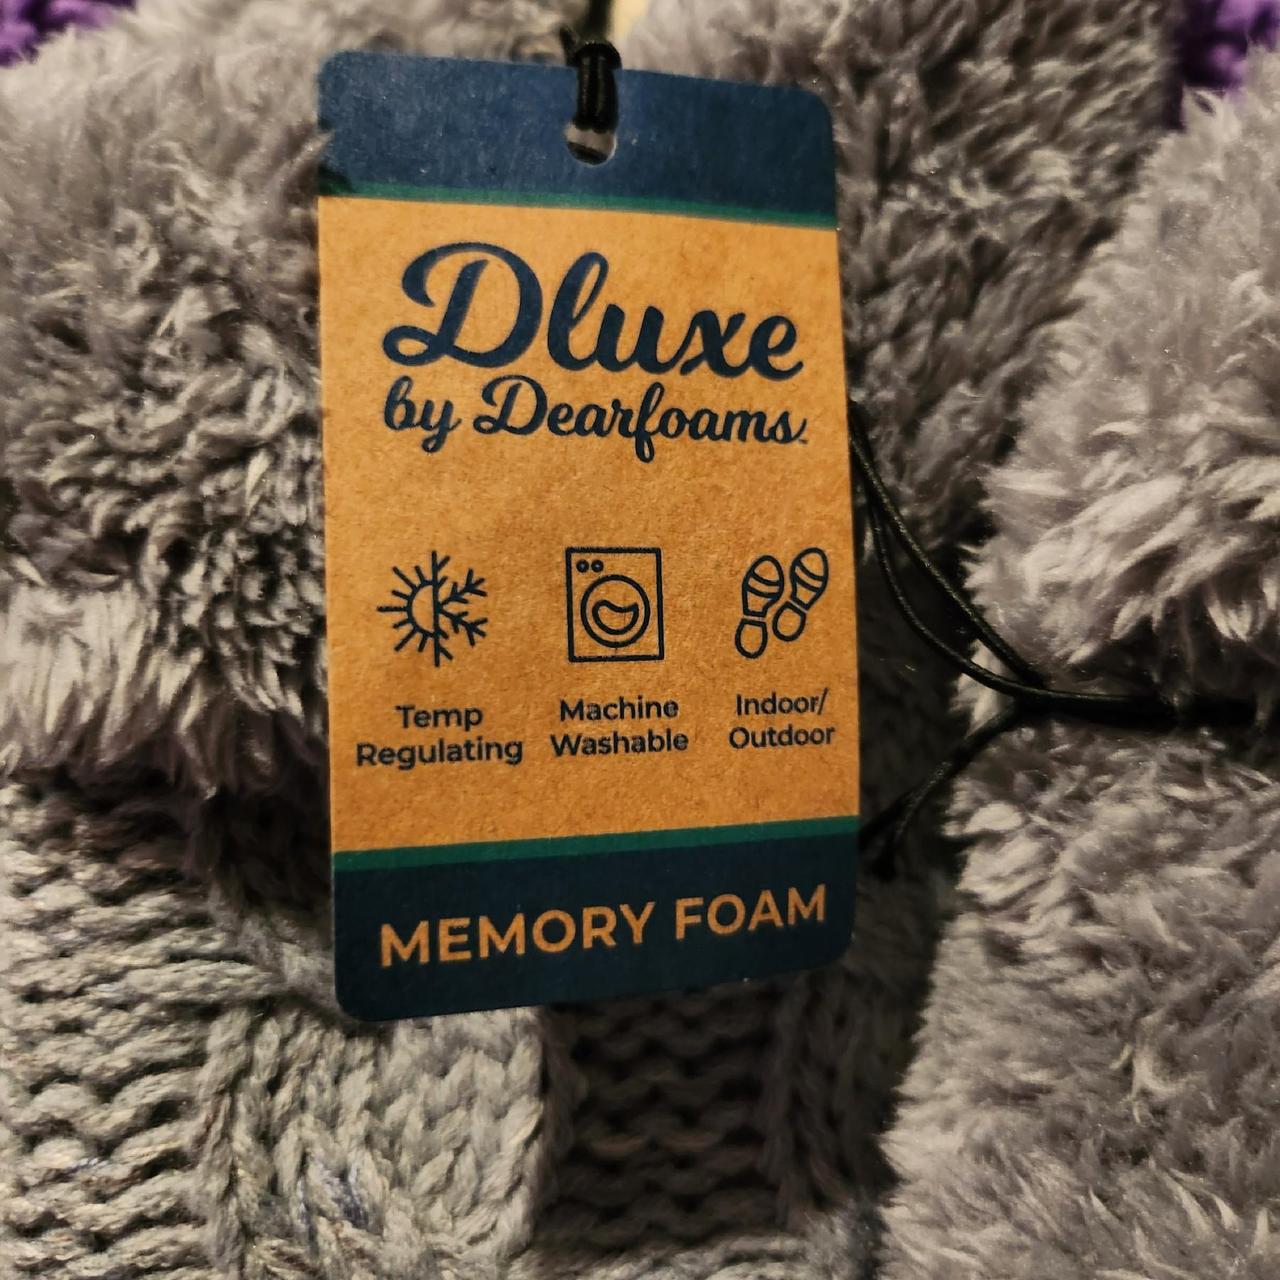 Dluxe
by Dearfoams.
Temp
Regulating
Machine
Washable
Indoor/
Outdoor
MEMORY FOAM